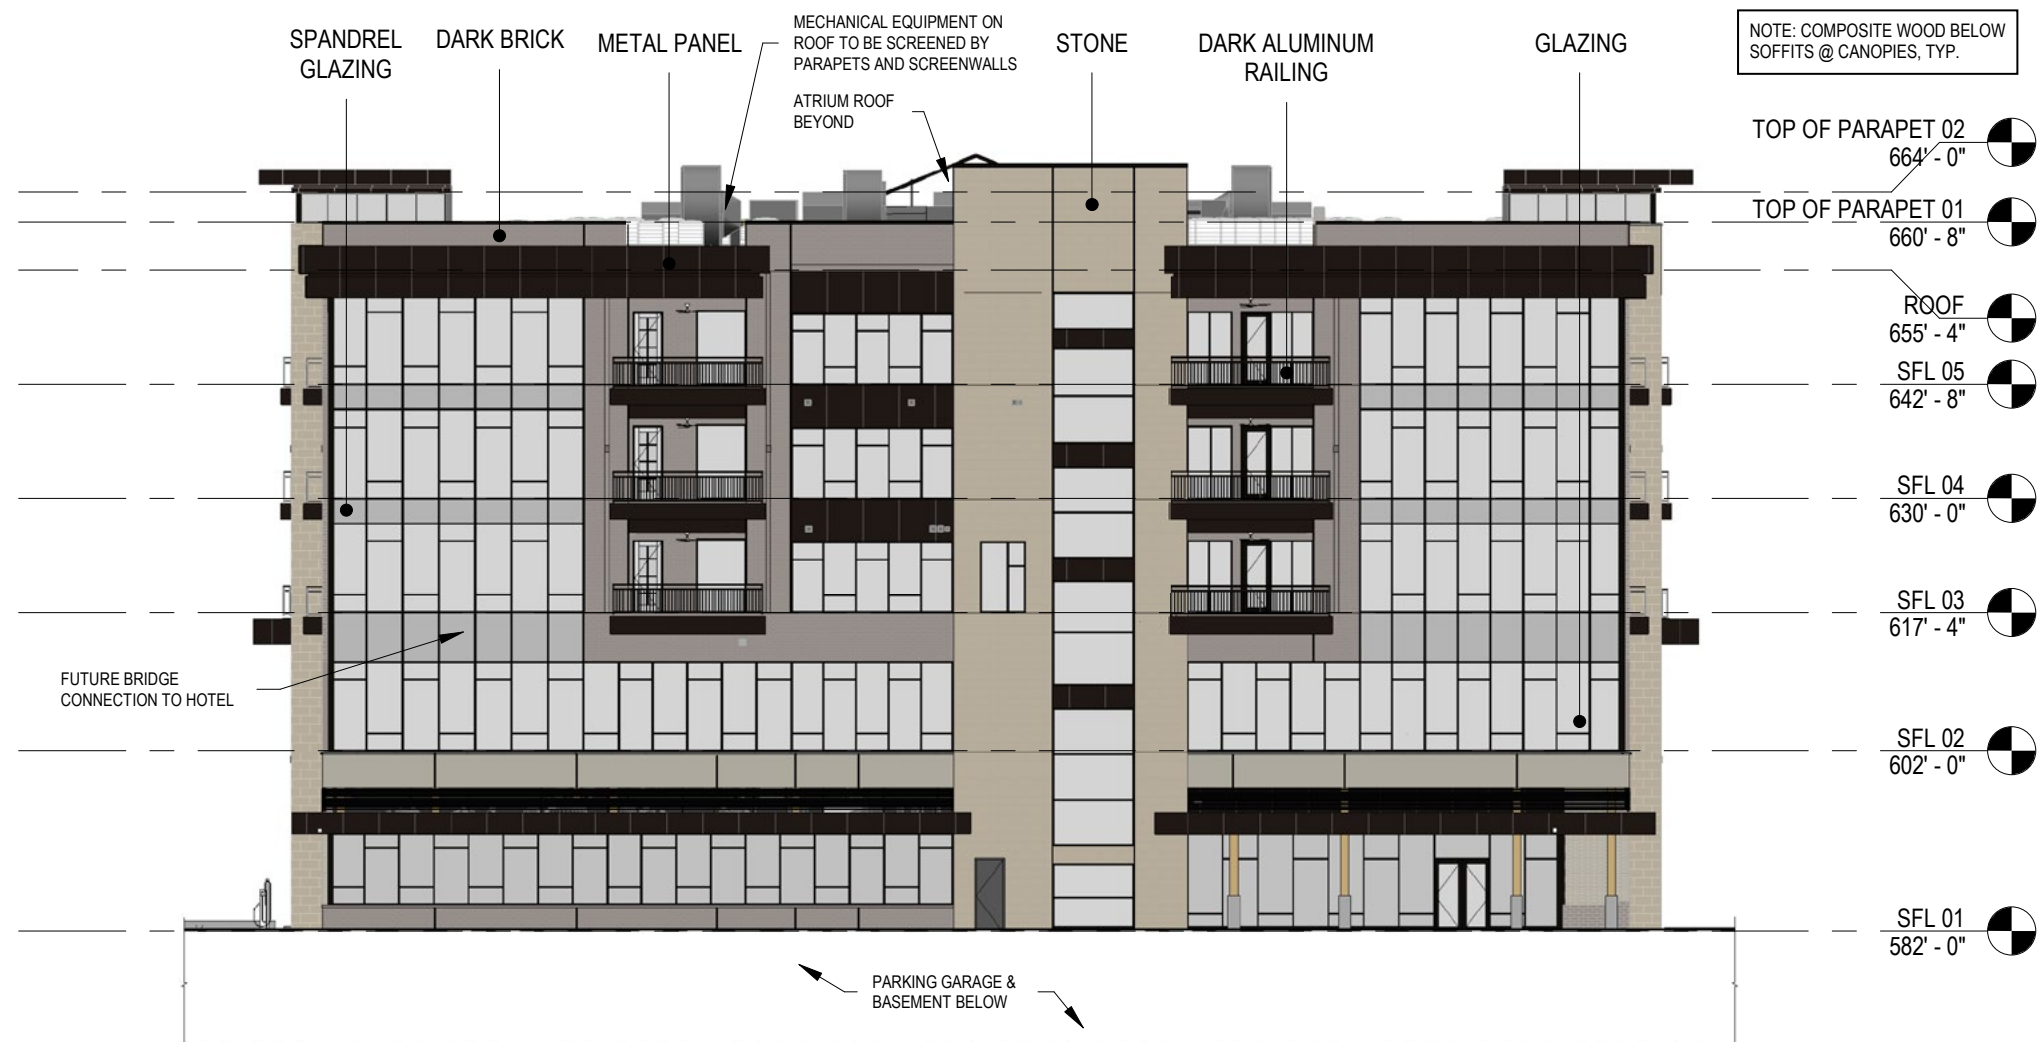 SPANDREL
GLAZING
DARK BRICK
METAL PANEL
MECHANICAL EQUIPMENT ON
ROOF TO BE SCREENED BY
PARAPETS AND SCREENWALLS
ATRIUM ROOF
BEYOND
STONE
DARK ALUMINUM
RAILING
GLAZING
NOTE: COMPOSITE WOOD BELOW
SOFFITS @ CANOPIES, TYP.
TOP OF PARAPET 02
664' - 0"
TOP OF PARAPET 01
660' - 8"
ROOF
655' - 4"
SFL 05
642' - 8"
SFL 04
630' - 0"
SFL 03
617' - 4"
FUTURE BRIDGE
CONNECTION TO HOTEL
SFL 02
602' - 0"
SFL 01
582' - 0"
PARKING GARAGE &
BASEMENT BELOW